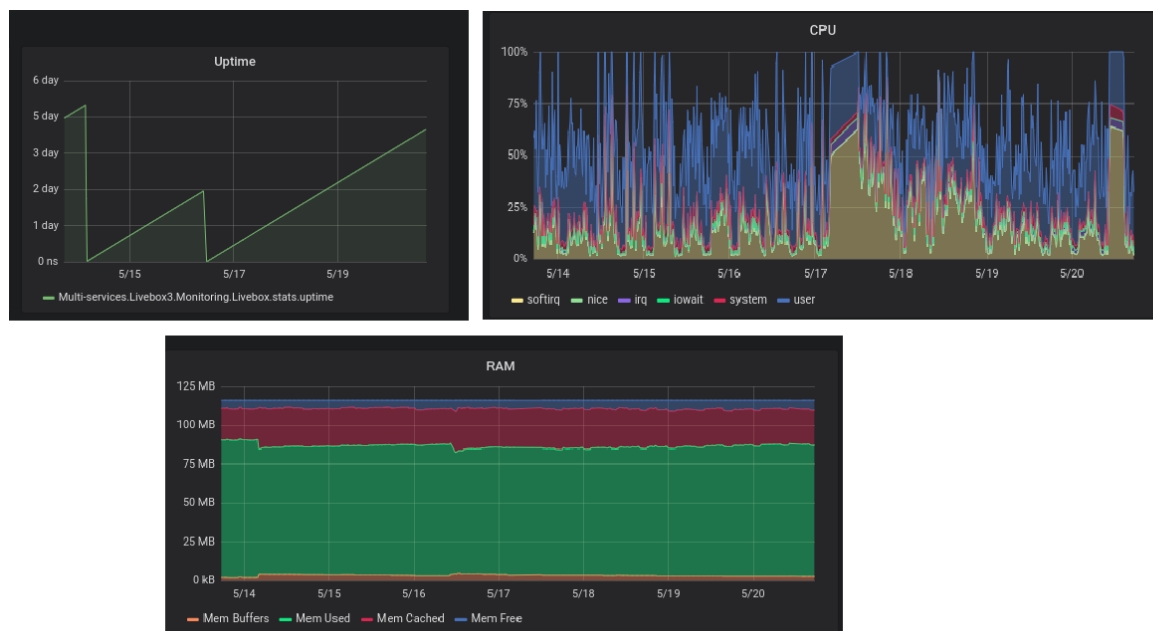 Uptime
6 day
5 day
3 day
2 day
1 day
0 ns
5/15 5/17 5/19
Multi-services.Livebox3.Monitoring.Livebox.stats.uptime
CPU
100%
75%
50%
25%
0%
5/14 5/15 5/16 5/17 5/18 5/19 5/20
softirq nice irq iowait system user
RAM
125 MB
100 MB
75 MB
50 MB
25 MB
0 kB
5/14 5/15 5/16 5/17 5/18 5/19 5/20
Mem Buffers Mem Used Mem Cached Mem Free